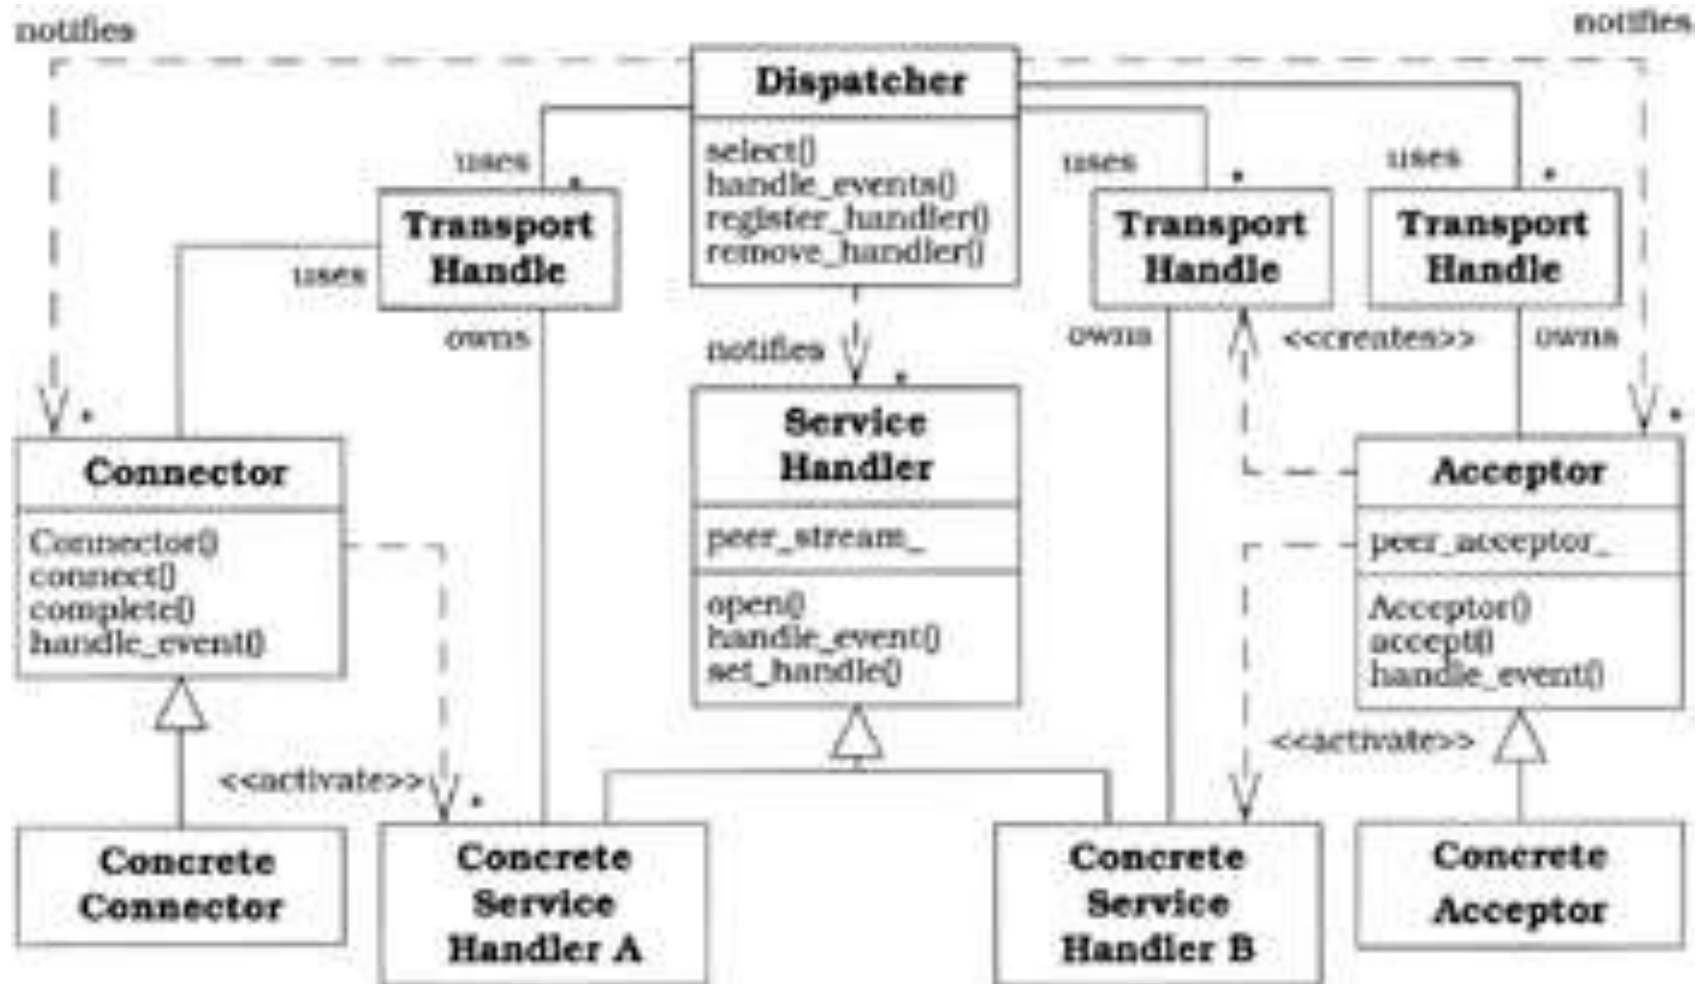 notifies
notifies
Dispatcher
select()
handle_events()
register_handler()
remove_handler()
uses
*
Transport
Handle
uses
owns
uses
*
Transport
Handle
owns
uses
*
Transport
Handle
owns
<<creates>>
notifies
*
*
*
Connector
Connector()
connect()
complete()
handle_event()
Service
Handler
peer_stream_
open()
handle_event()
set_handle()
Acceptor
peer_acceptor_
Acceptor()
accept()
handle_event()
<<activate>>
*
<<activate>>
Concrete
Connector
Concrete
Service
Handler A
Concrete
Service
Handler B
Concrete
Acceptor